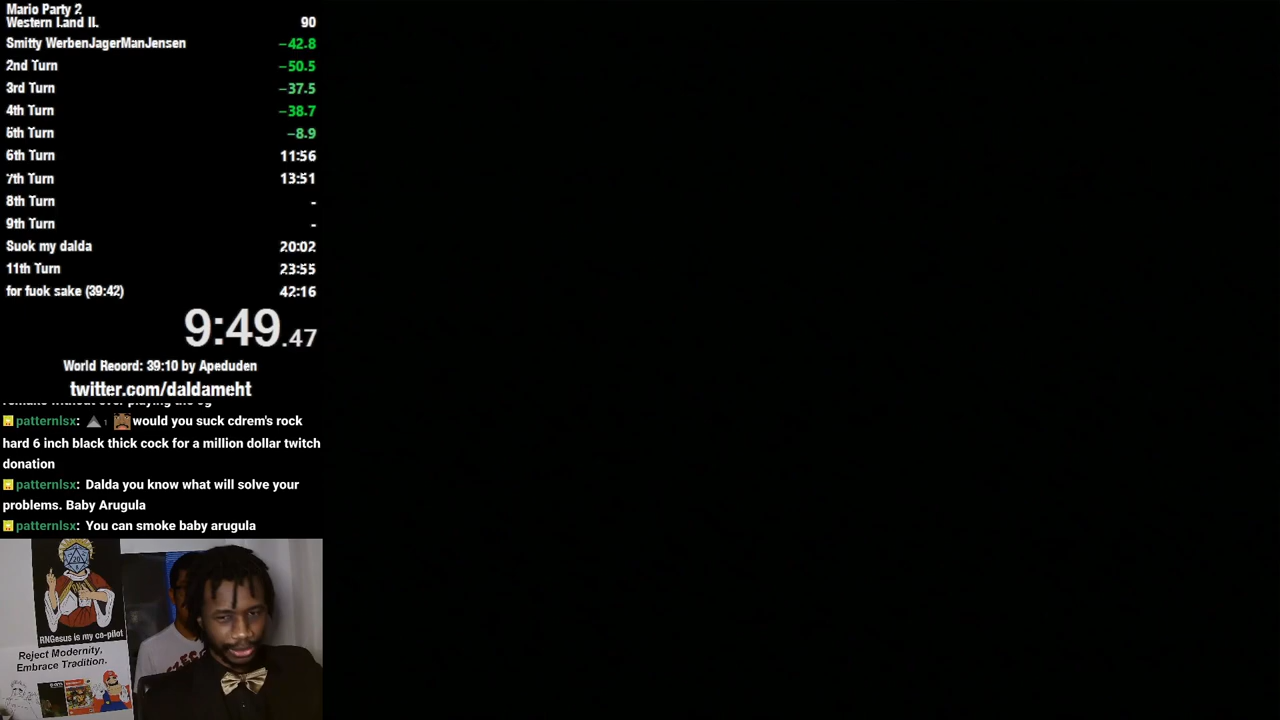 Mario Party 2
Western Land II.
90
Smitty WerbenJagerManJensen -42.8
2nd Turn -50.5
3rd Turn -37.5
4th Turn -38.7
5th Turn -8.9
6th Turn 11:56
7th Turn 13:51
8th Turn -
9th Turn -
Suok my dalda 20:02
11th Turn 23:55
for fuok sake (39:42) 42:16
9:49.47
World Reoord: 39:10 by Apeduden
twitter.com/daldameht
patternlsx: 1 would you suck cdrem's rock
hard 6 inch black thick cock for a million dollar twitch
donation
patternlsx: Dalda you know what will solve your
problems. Baby Arugula
patternlsx: You can smoke baby arugula
RNGesus is my co-pilot
Reject Modernity,
Embrace Tradition.